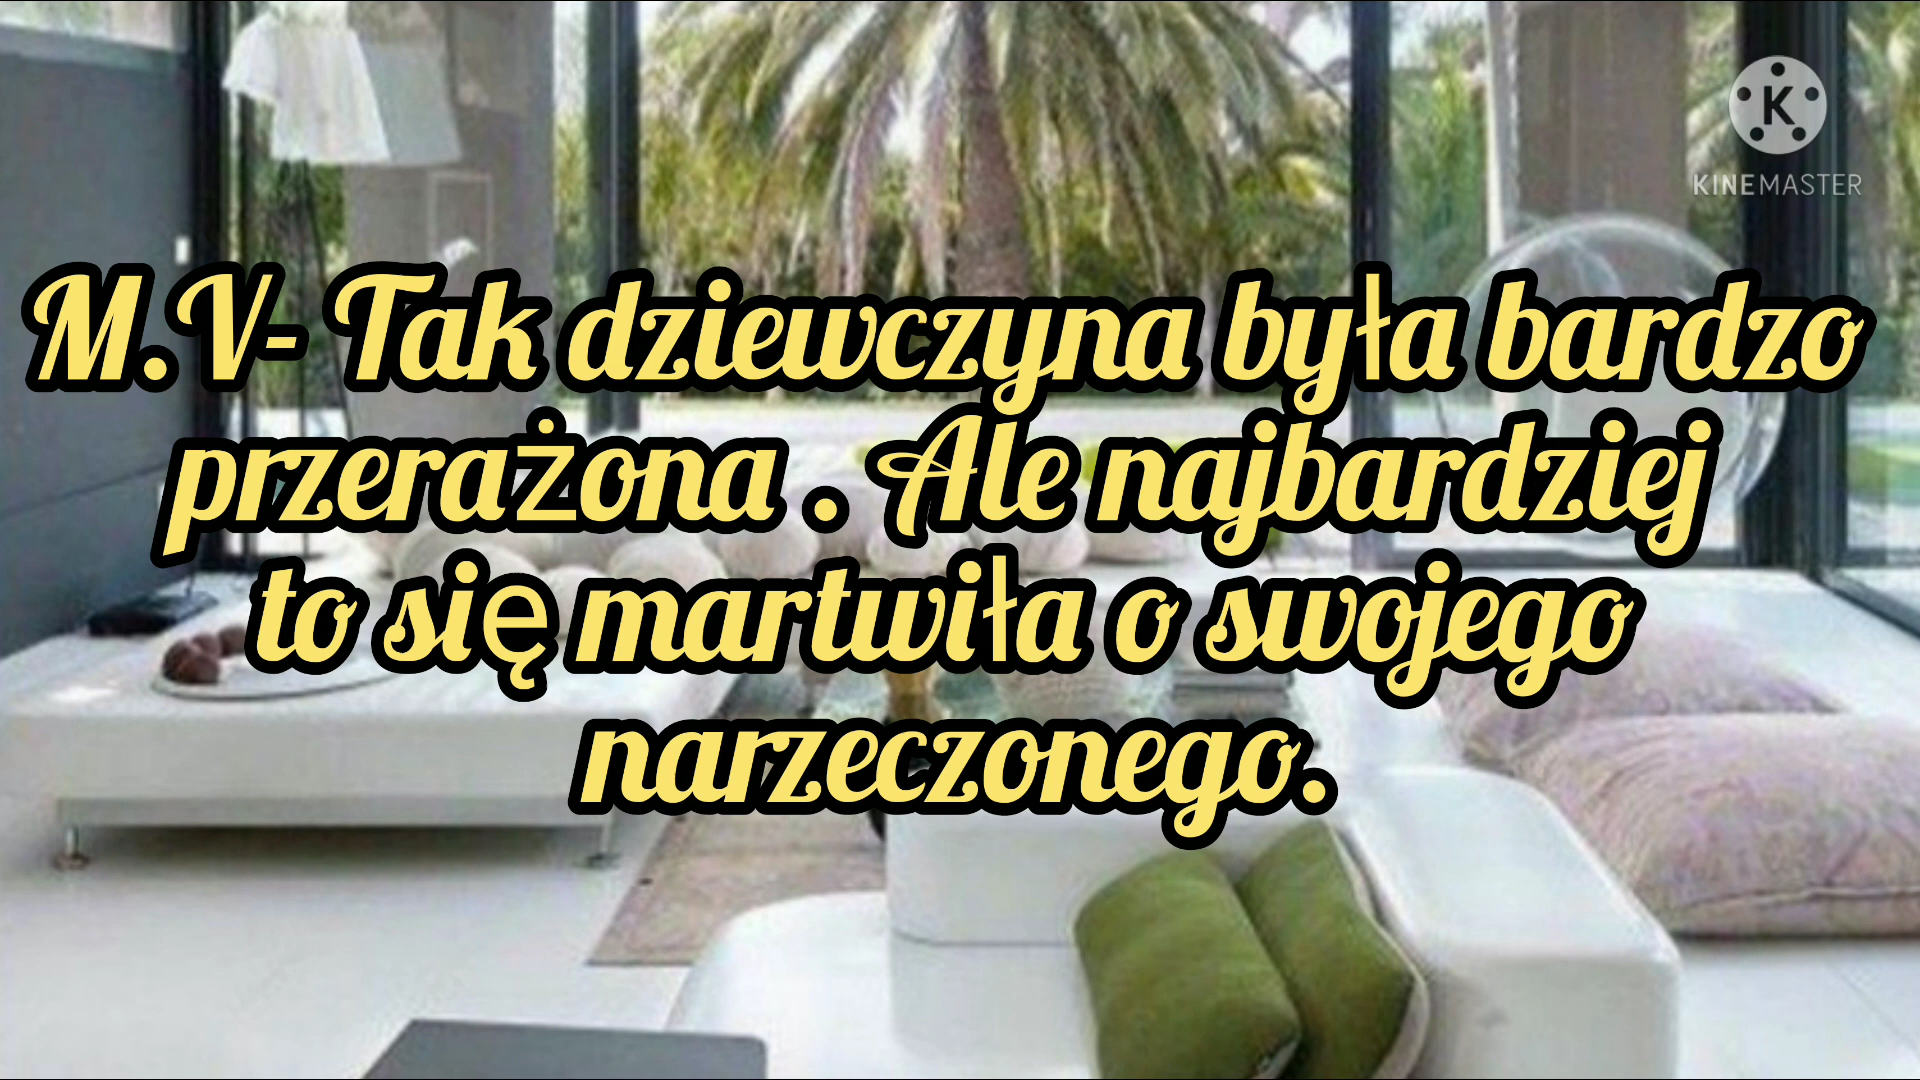 KINEMASTER
M.V- Tak dziewczyna była bardzo
przerażona . Ale najbardziej
to się martwiła o swojego
narzeczonego.